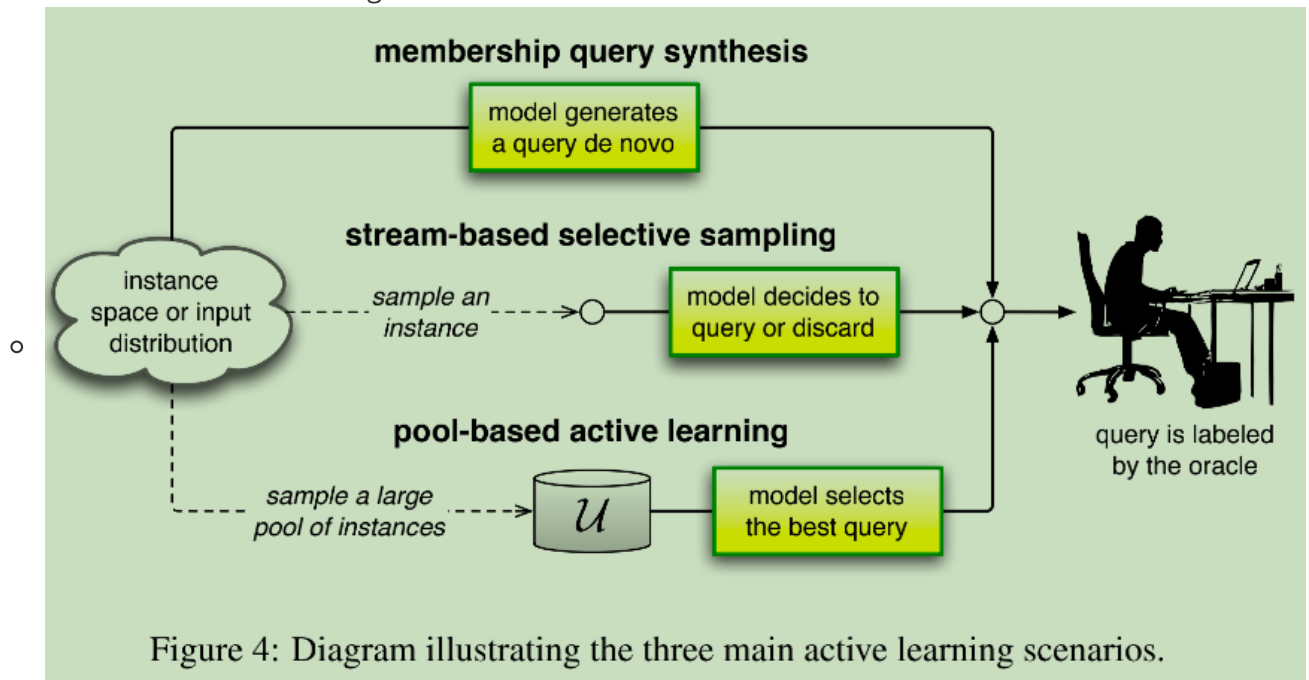 membership query synthesis
model generates
a query de novo
stream-based selective sampling
instance
space or input
distribution
sample an
instance
model decides to
query or discard
pool-based active learning
sample a large
pool of instances
U
model selects
the best query
query is labeled
by the oracle
Figure 4: Diagram illustrating the three main active learning scenarios.